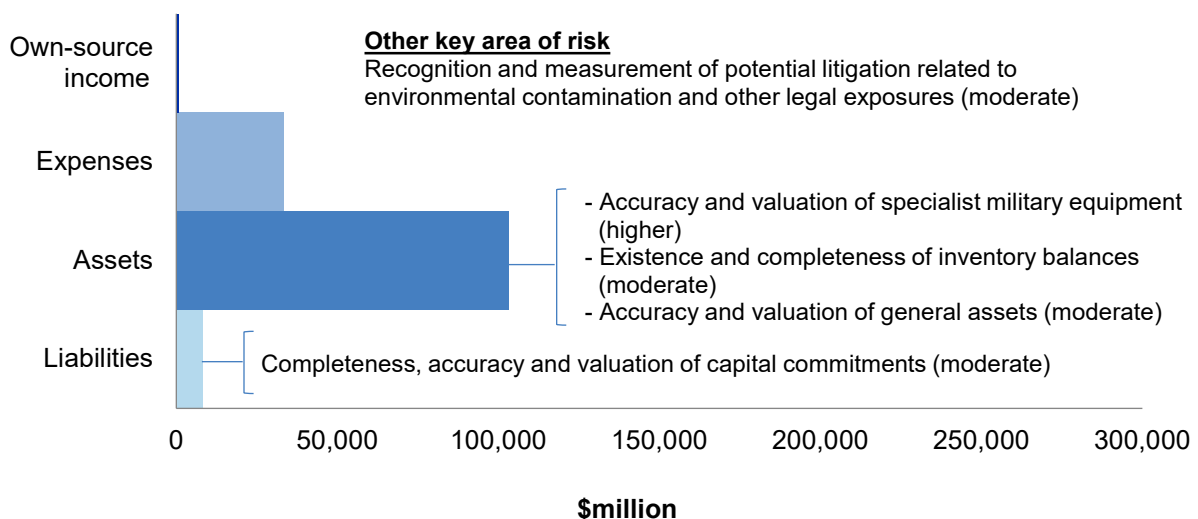 Own-source
income
Other key area of risk
Recognition and measurement of potential litigation related to
environmental contamination and other legal exposures (moderate)
Expenses
Assets
- Accuracy and valuation of specialist military equipment
(higher)
- Existence and completeness of inventory balances
(moderate)
- Accuracy and valuation of general assets (moderate)
Liabilities
Completeness, accuracy and valuation of capital commitments (moderate)
0 50,000 100,000 150,000 200,000 250,000 300,000
$million